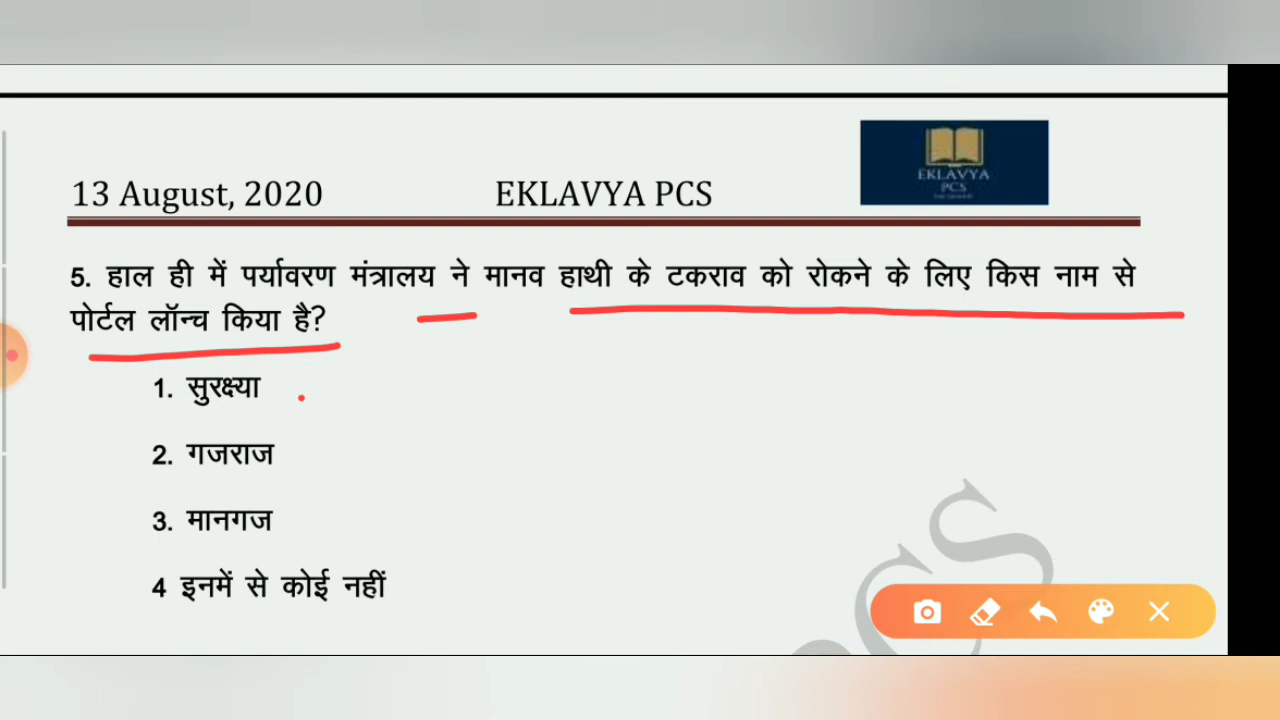 13 August, 2020 EKLAVYA PCS
EKLAVYA
PCS
5. हाल ही में पर्यावरण मंत्रालय ने मानव हाथी के टकराव को रोकने के लिए किस नाम से
पोर्टल लॉन्च किया है?
1. सुरक्ष्या
2. गजराज
3. मानगज
4 इनमें से कोई नहीं
PCS